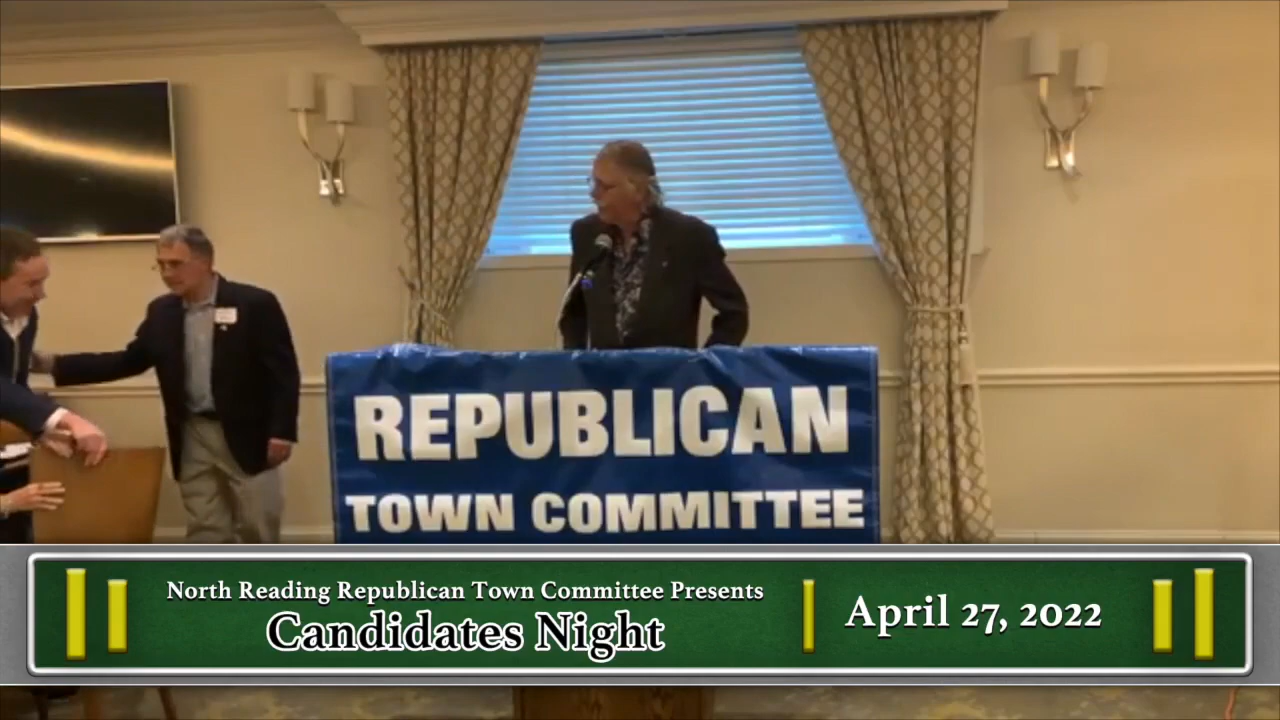 REPUBLICAN
TOWN COMMITTEE
North Reading Republican Town Committee Presents
Candidates Night
April 27, 2022